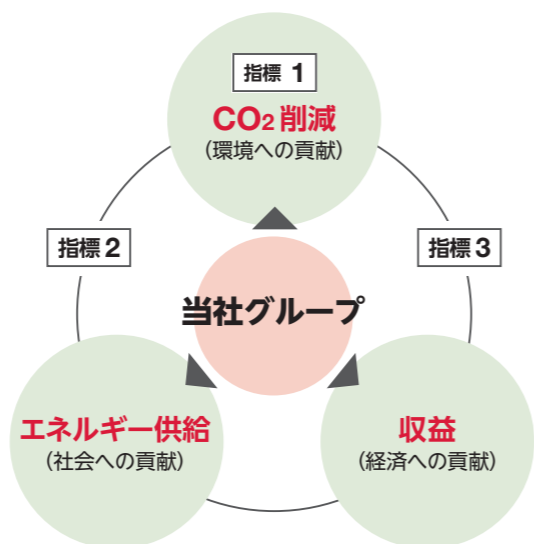 指標 1
CO2 削減
(環境への貢献)
指標 2
指標 3
当社グループ
エネルギー供給
(社会への貢献)
収益
(経済への貢献)